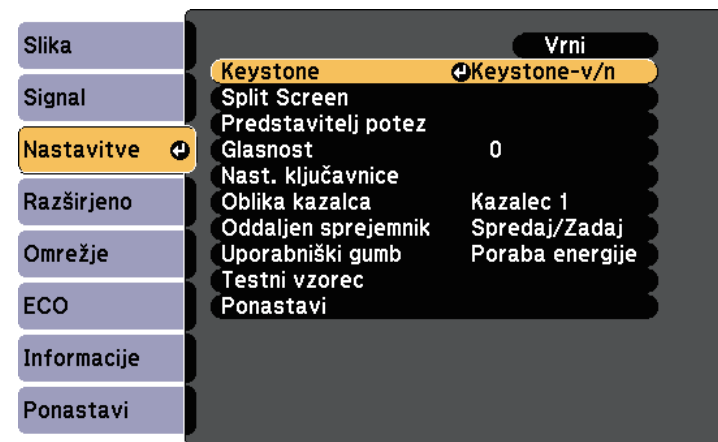 Slika
Signal
Nastavitve
Razširjeno
Omrežje
ECO
Informacije
Ponastavi
Vrni
Keystone Keystone-v/n
Split Screen
Predstavitelj potez
Glasnost 0
Nast. ključavnice
Oblika kazalca Kazalec 1
Oddaljen sprejemnik Spredaj/Zadaj
Uporabniški gumb Poraba energije
Testni vzorec
Ponastavi